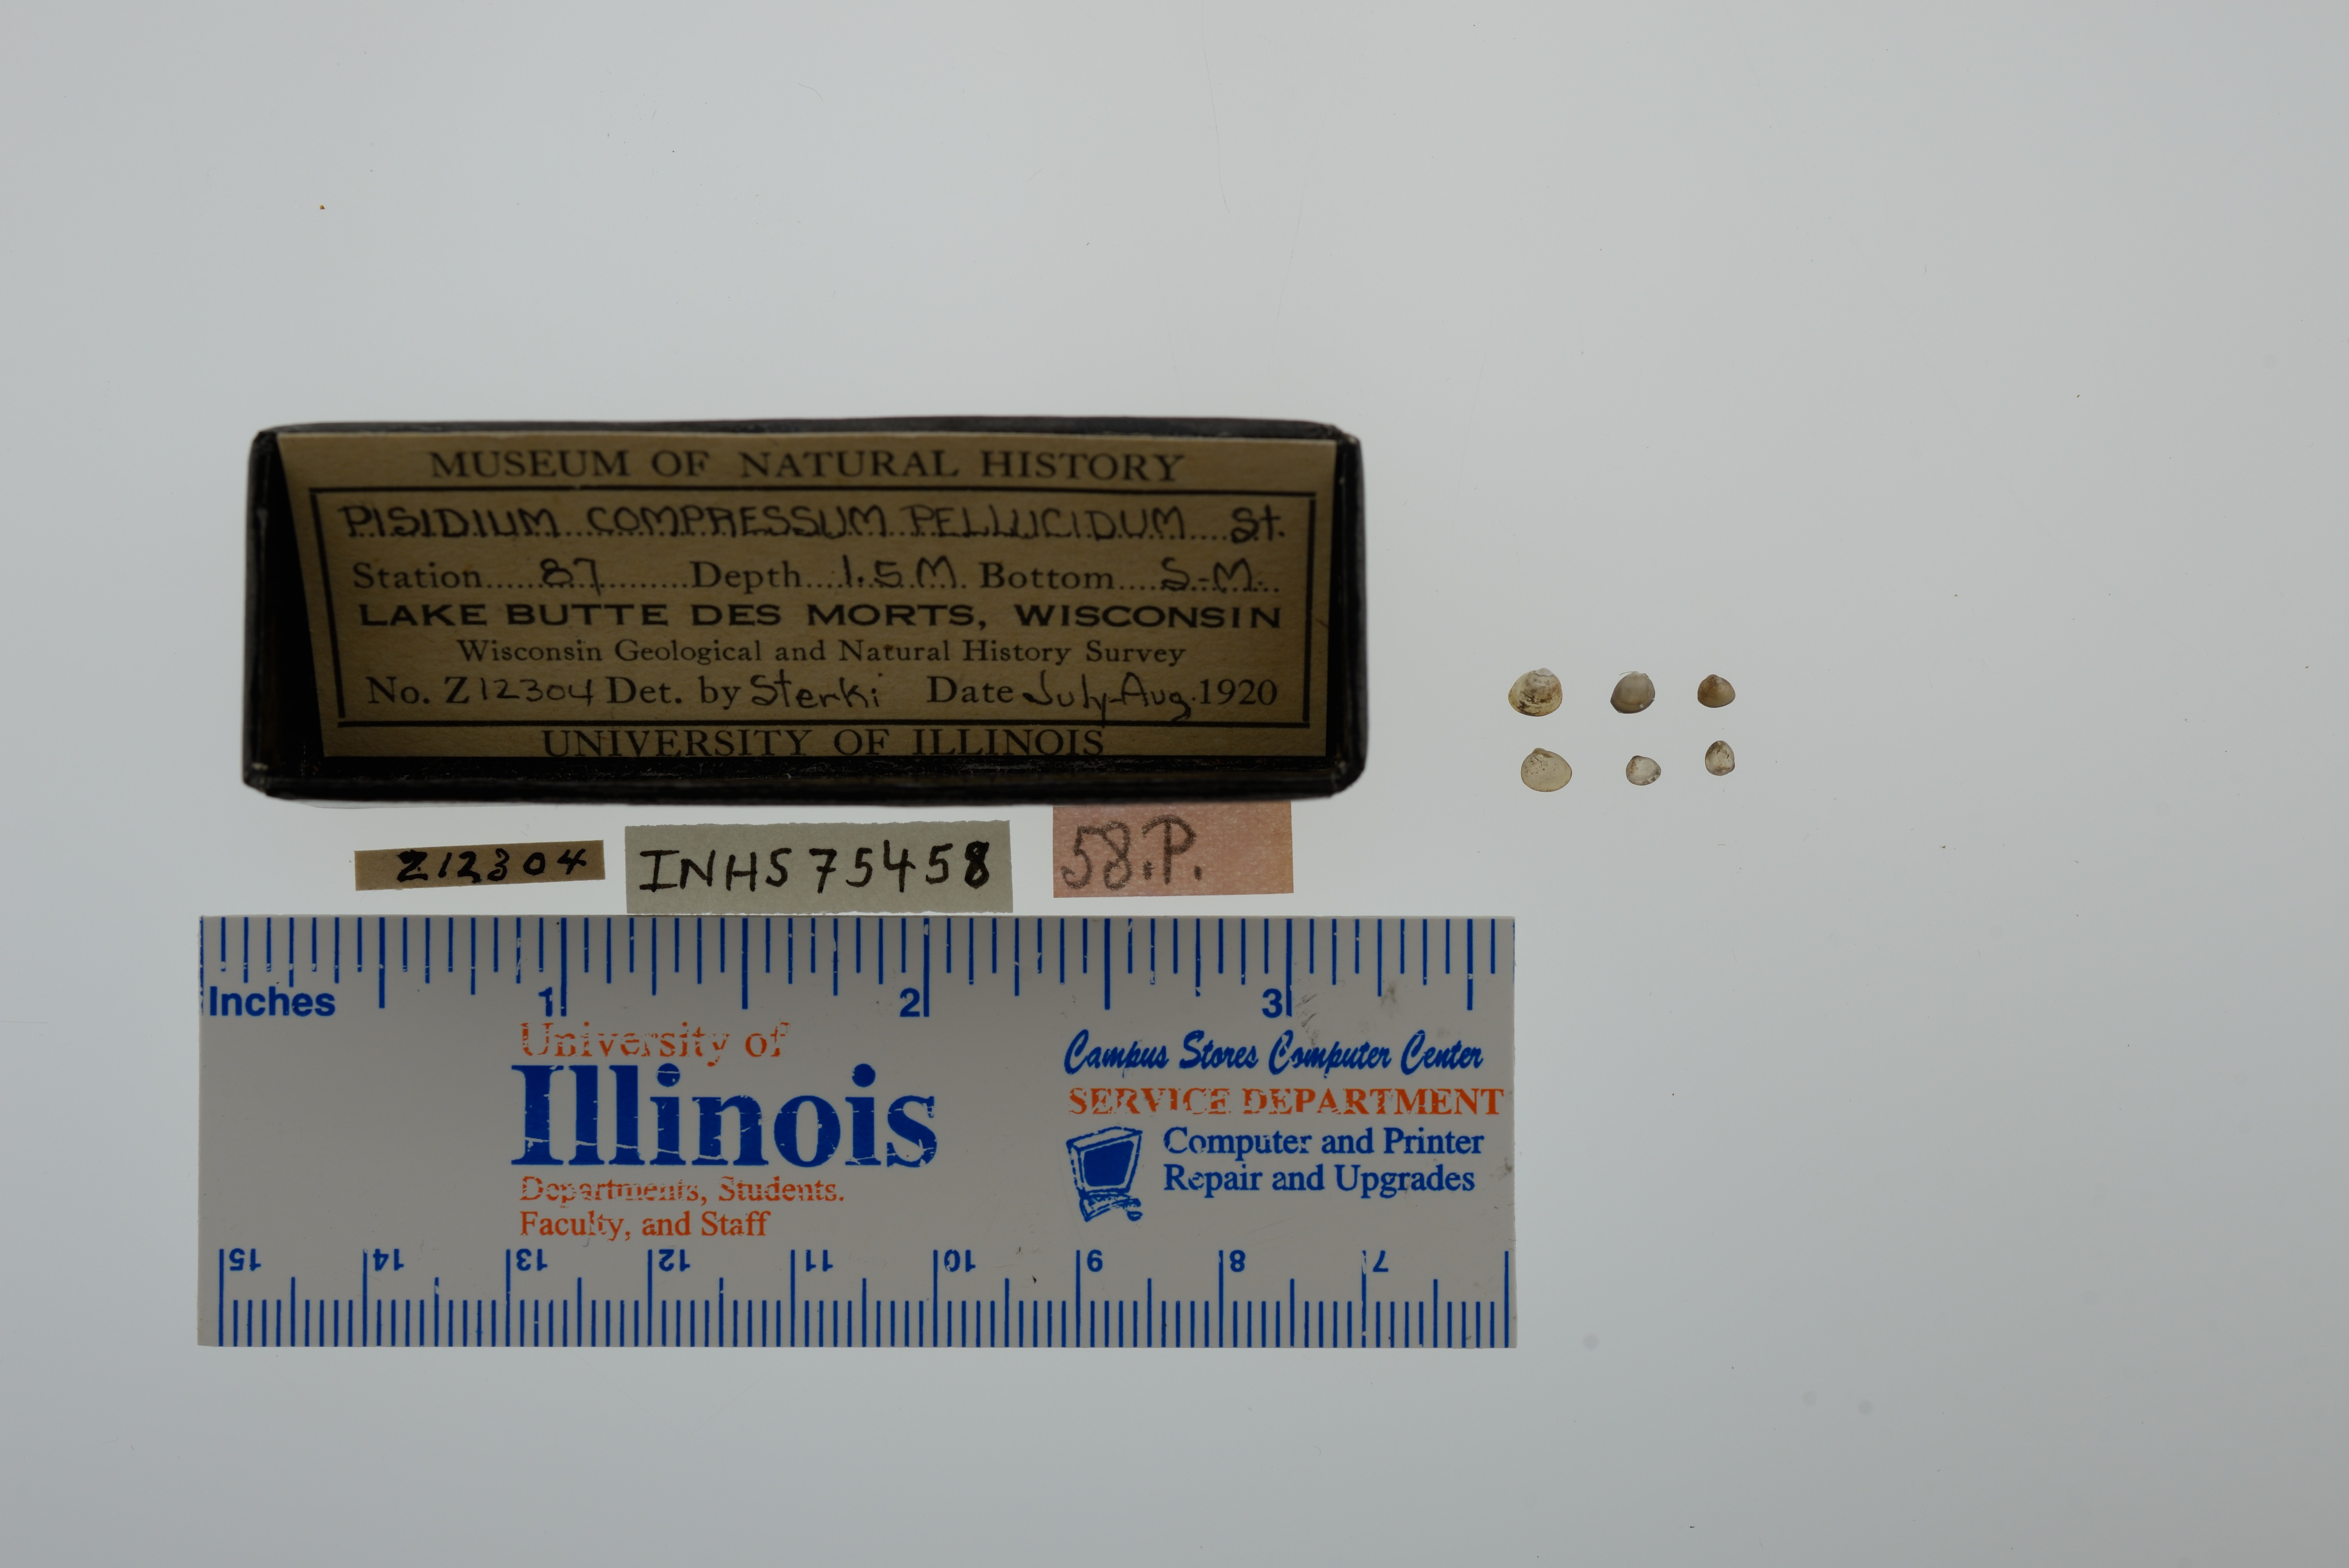 MUSEUM OF NATURAL HISTORY
PISIDIUM COMPRESSUM PELLUCIDUM St.
Station 87 Depth 1.5 M. Bottom S-M.
LAKE BUTTE DES MORTS, WISCONSIN
Wisconsin Geological and Natural History Survey
No. Z 12304 Det. by Sterki Date July-Aug. 1920
UNIVERSITY OF ILLINOIS
Z12304
INHS 75458
58.P.
Inches 1 2 3
University of
Illinois
Departments, Students.
Faculty, and Staff
Campus Stores Computer Center
SERVICE DEPARTMENT
Computer and Printer
Repair and Upgrades
15 14 13 12 11 10 9 8 7